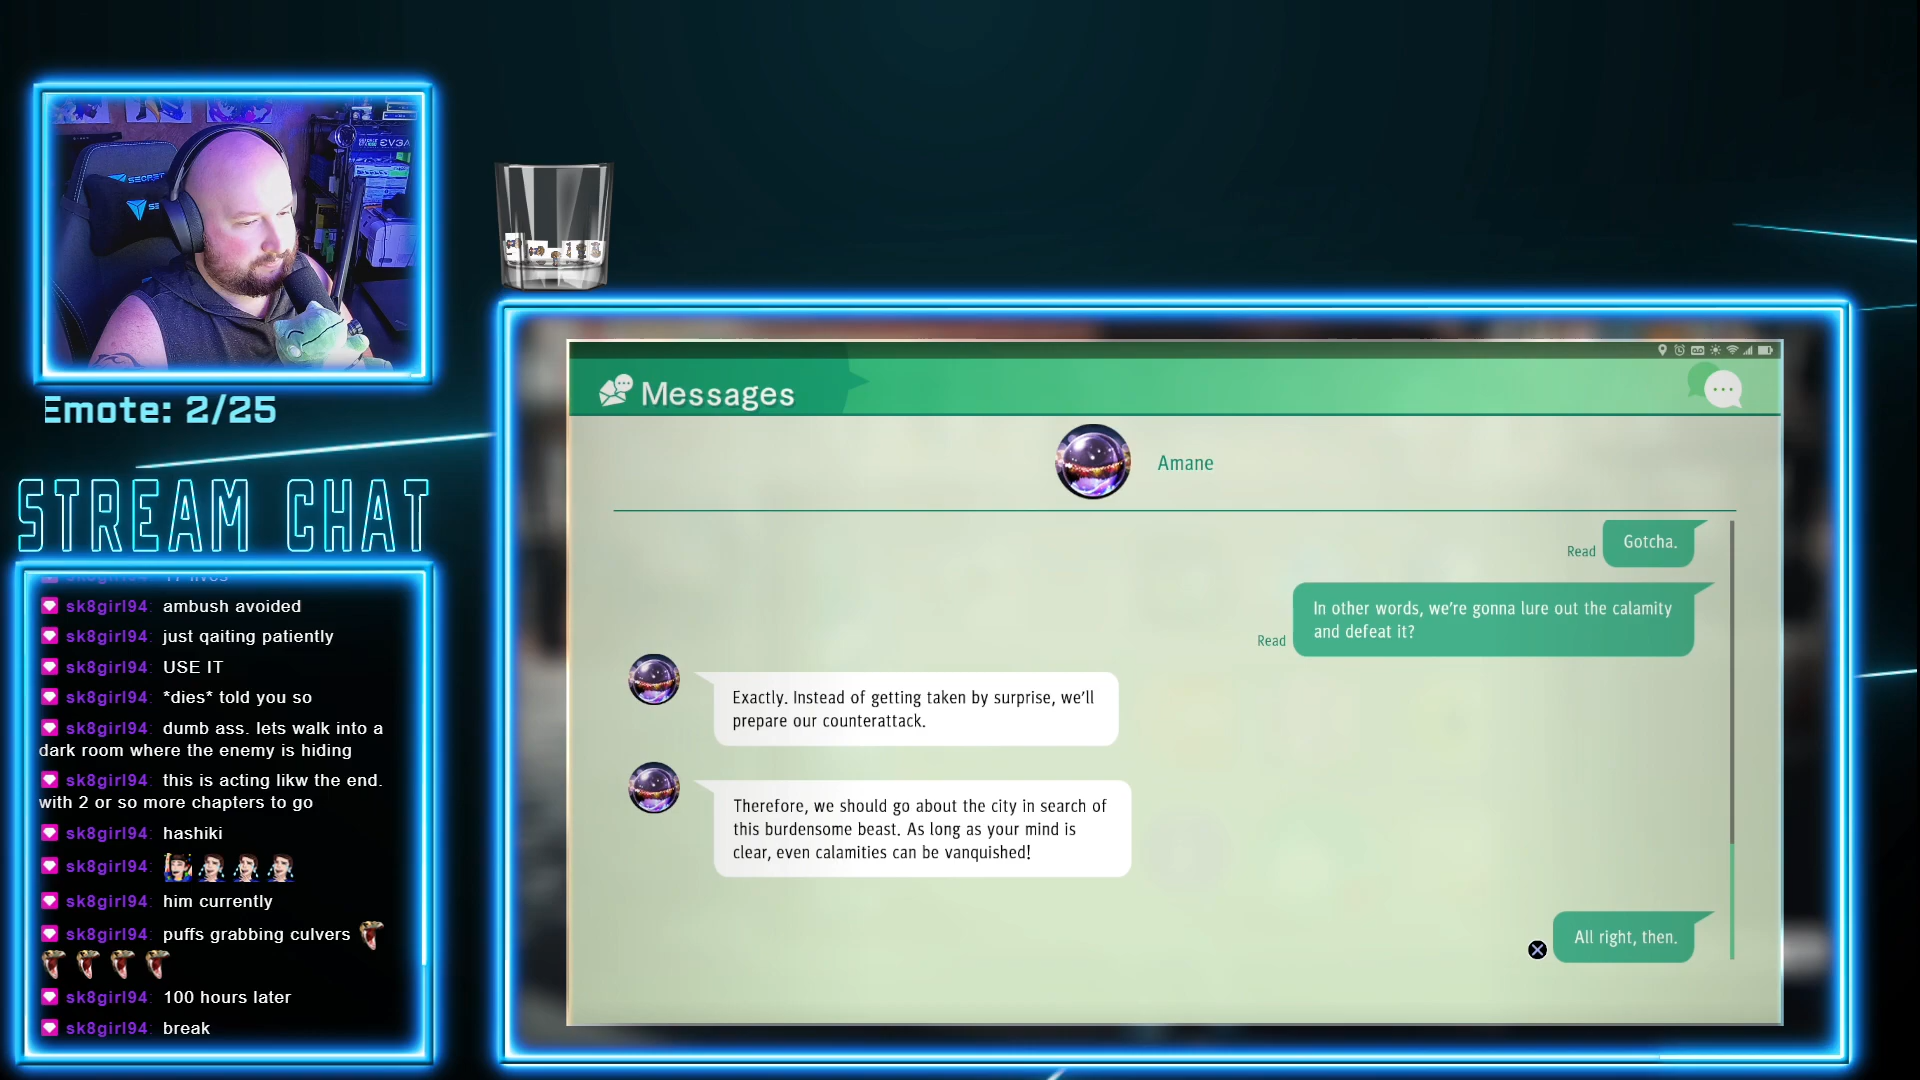 EVGA
SECRET
Emote: 2/25
STREAM CHAT
sk8girl94: ambush avoided
sk8girl94: just qaiting patiently
sk8girl94: USE IT
sk8girl94: *dies* told you so
sk8girl94: dumb ass. lets walk into a
dark room where the enemy is hiding
sk8girl94: this is acting likw the end.
with 2 or so more chapters to go
sk8girl94: hashiki
sk8girl94:
sk8girl94: him currently
sk8girl94: puffs grabbing culvers
sk8girl94: 100 hours later
sk8girl94: break
Messages
Amane
Gotcha.
Read
In other words, we're gonna lure out the calamity
and defeat it?
Read
Exactly. Instead of getting taken by surprise, we'll
prepare our counterattack.
Therefore, we should go about the city in search of
this burdensome beast. As long as your mind is
clear, even calamities can be vanquished!
All right, then.